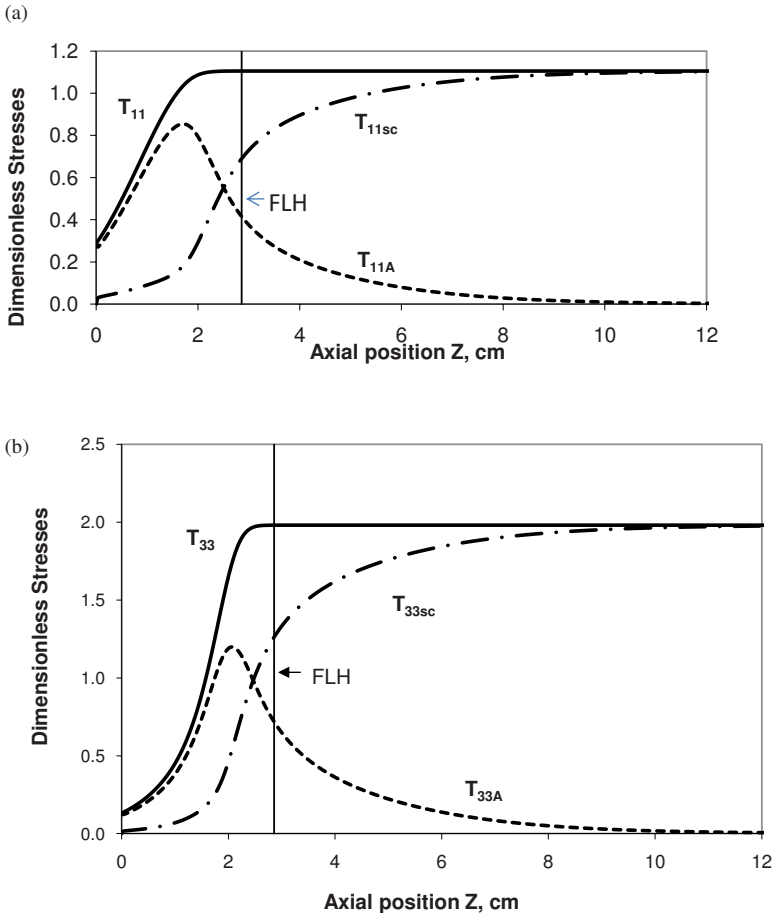 (a)
Dimensionless Stresses
1.2
1.0
0.8
0.6
0.4
0.2
0.0
T11
T11sc
FLH
T11A
0 2 4 6 8 10 12
Axial position Z, cm
(b)
Dimensionless Stresses
2.5
2.0
1.5
1.0
0.5
0.0
T33
T33sc
FLH
T33A
0 2 4 6 8 10 12
Axial position Z, cm